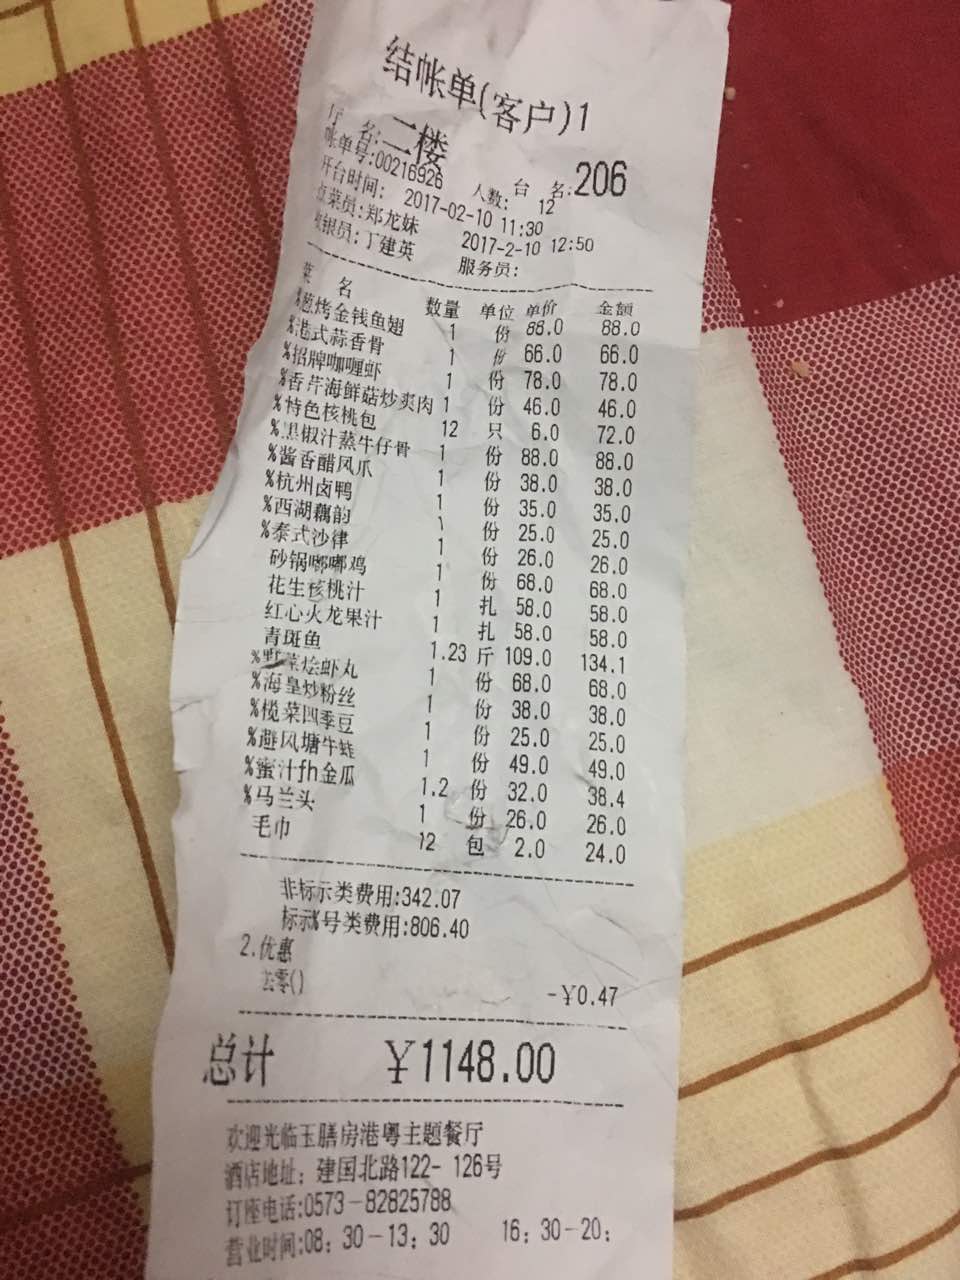 结帐单(客户)1
厅 名:二楼 台 名:206
帐单号:00216926 人数: 12
开台时间: 2017-02-10 11:30
点菜员:郑龙妹 2017-2-10 12:50
收银员:丁建英 服务员:
菜 名 数量 单位 单价 金额
%葱烤金钱鱼翅 1 份 88.0 88.0
%港式蒜香骨 1 份 66.0 66.0
%招牌咖喱虾 1 份 78.0 78.0
%香芹海鲜菇炒爽肉 1 份 46.0 46.0
%特色核桃包 12 只 6.0 72.0
%黑椒汁蒸牛仔骨 1 份 88.0 88.0
%酱香醋凤爪 1 份 38.0 38.0
%杭州卤鸭 1 份 35.0 35.0
%西湖藕韵 1 份 25.0 25.0
%泰式沙律 1 份 26.0 26.0
砂锅嘟嘟鸡 1 份 68.0 68.0
花生核桃汁 1 扎 58.0 58.0
红心火龙果汁 1 扎 58.0 58.0
青斑鱼 1.23 斤 109.0 134.1
%野菜烩虾丸 1 份 68.0 68.0
%海皇炒粉丝 1 份 38.0 38.0
%榄菜四季豆 1 份 25.0 25.0
%避风塘牛蛙 1 份 49.0 49.0
%蜜汁fh金瓜 1.2 份 32.0 38.4
%马兰头 1 份 26.0 26.0
毛巾 12 包 2.0 24.0
非标示类费用:342.07
标示%号类费用:806.40
2.优惠
去零() -¥0.47
总计 ¥1148.00
欢迎光临玉膳房港粤主题餐厅
酒店地址: 建国北路122- 126号
订座电话:0573-82825788
营业时间:08: 30-13: 30 16: 30-20: